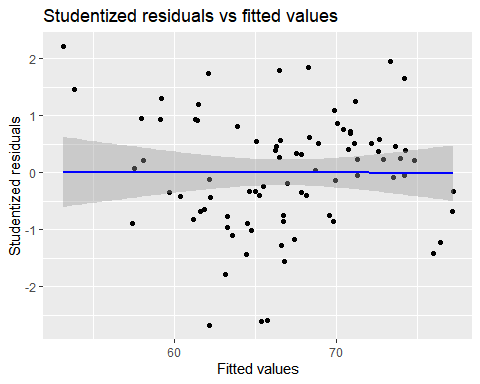 Studentized residuals vs fitted values
Studentized residuals
2
1
0
-1
-2
60
70
Fitted values